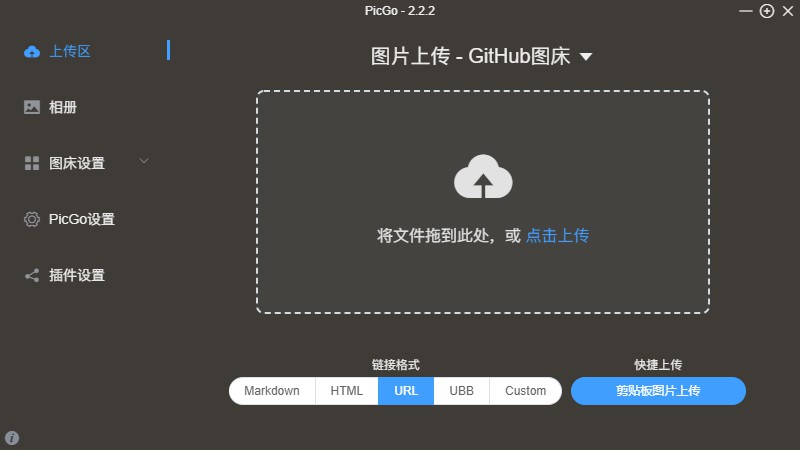 PicGo - 2.2.2
上传区
相册
图床设置
PicGo设置
插件设置
图片上传 - GitHub图床
将文件拖到此处，或 点击上传
链接格式
Markdown HTML URL UBB Custom
快捷上传
剪贴板图片上传